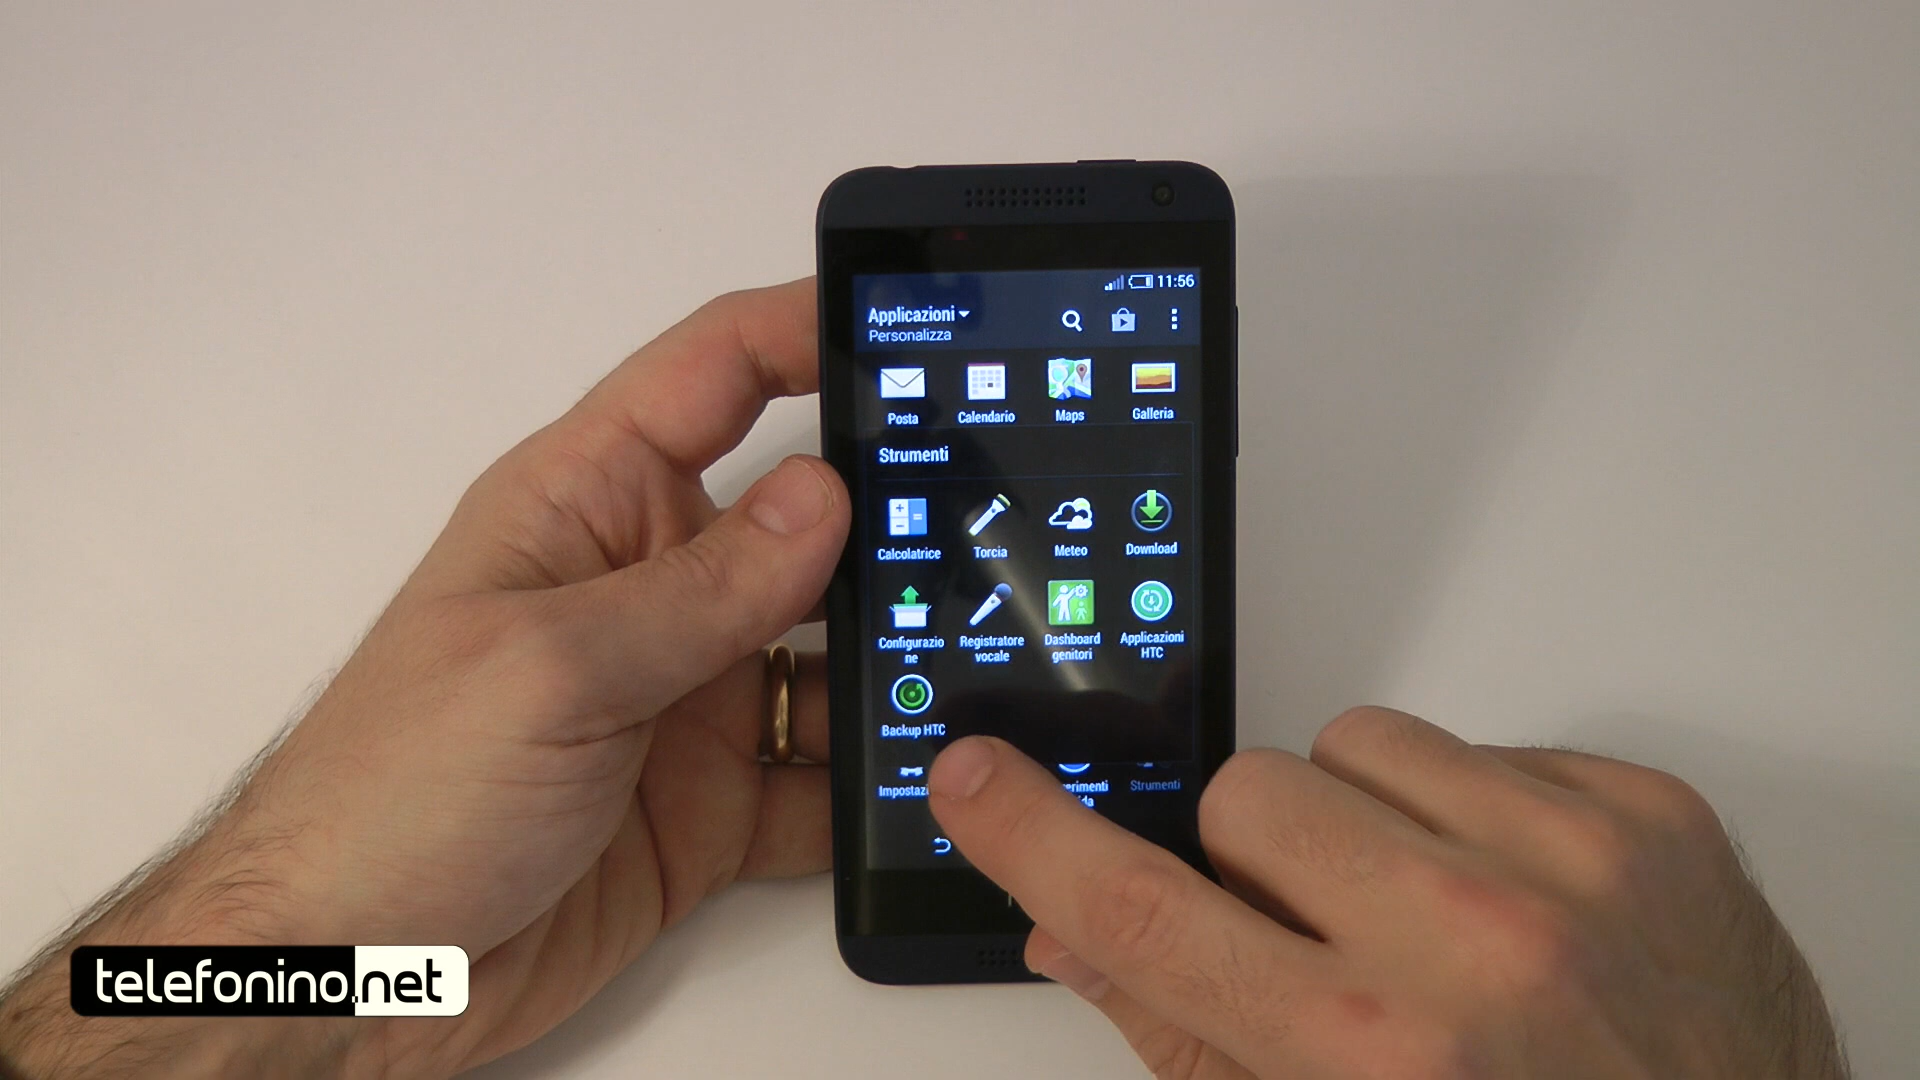 11:56
Applicazioni
Personalizza
Posta Calendario Maps Galleria
Strumenti
Calcolatrice Torcia Meteo Download
Configurazio
ne
Registratore
vocale
Dashboard
genitori
Applicazioni
HTC
Backup HTC
Strumenti
telefonino.net